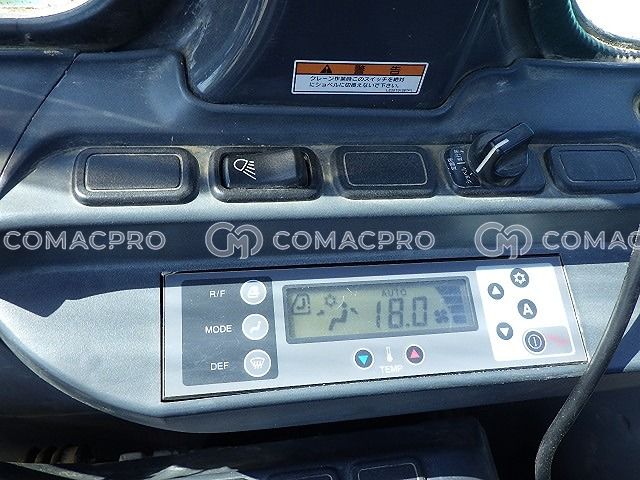 ⚠ 警告
クレーン作業時このスイッチを絶対
にショベルに切換えないで下さい。
COMACPRO
CM COMACPRO
CM
R/F
AUTO
18.0
MODE
A
DEF
TEMP